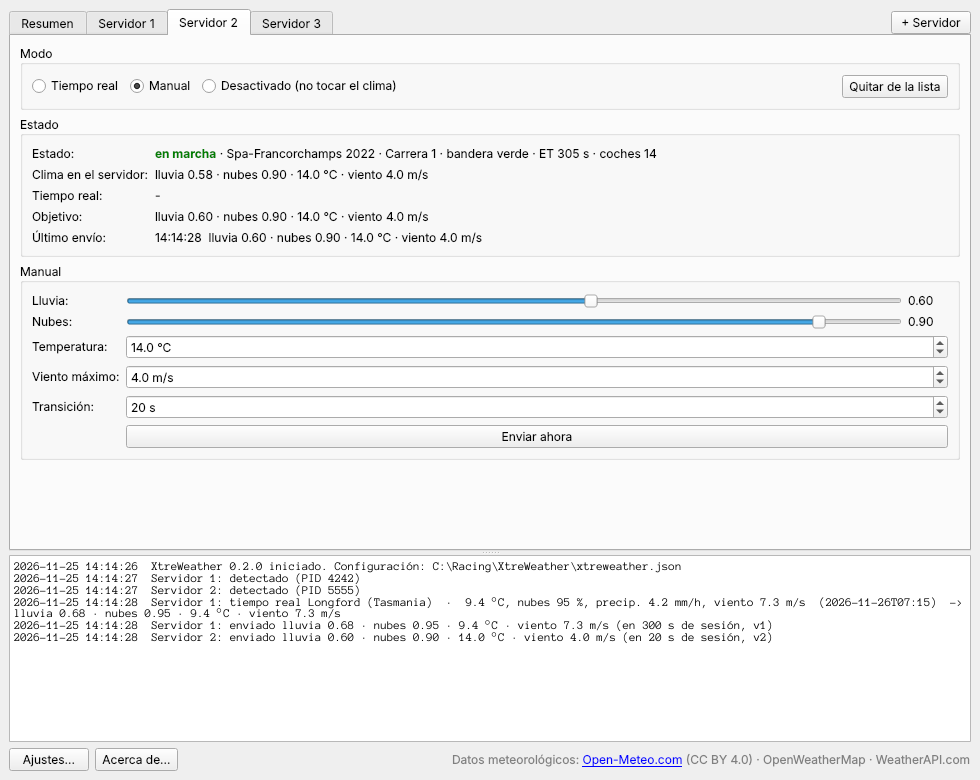 Resumen Servidor 1 Servidor 2 Servidor 3 + Servidor
Modo
Tiempo real Manual Desactivado (no tocar el clima) Quitar de la lista
Estado
Estado: en marcha · Spa-Francorchamps 2022 · Carrera 1 · bandera verde · ET 305 s · coches 14
Clima en el servidor: lluvia 0.58 · nubes 0.90 · 14.0 °C · viento 4.0 m/s
Tiempo real: -
Objetivo: lluvia 0.60 · nubes 0.90 · 14.0 °C · viento 4.0 m/s
Último envío: 14:14:28 lluvia 0.60 · nubes 0.90 · 14.0 °C · viento 4.0 m/s
Manual
Lluvia: 0.60
Nubes: 0.90
Temperatura: 14.0 °C
Viento máximo: 4.0 m/s
Transición: 20 s
Enviar ahora
2026-11-25 14:14:26 XtreWeather 0.2.0 iniciado. Configuración: C:\Racing\XtreWeather\xtreweather.json
2026-11-25 14:14:27 Servidor 1: detectado (PID 4242)
2026-11-25 14:14:27 Servidor 2: detectado (PID 5555)
2026-11-25 14:14:28 Servidor 1: tiempo real Longford (Tasmania) · 9.4 °C, nubes 95 %, precip. 4.2 mm/h, viento 7.3 m/s (2026-11-26T07:15) ->
lluvia 0.68 · nubes 0.95 · 9.4 °C · viento 7.3 m/s
2026-11-25 14:14:28 Servidor 1: enviado lluvia 0.68 · nubes 0.95 · 9.4 °C · viento 7.3 m/s (en 300 s de sesión, v1)
2026-11-25 14:14:28 Servidor 2: enviado lluvia 0.60 · nubes 0.90 · 14.0 °C · viento 4.0 m/s (en 20 s de sesión, v2)
Ajustes... Acerca de... Datos meteorológicos: Open-Meteo.com (CC BY 4.0) · OpenWeatherMap · WeatherAPI.com